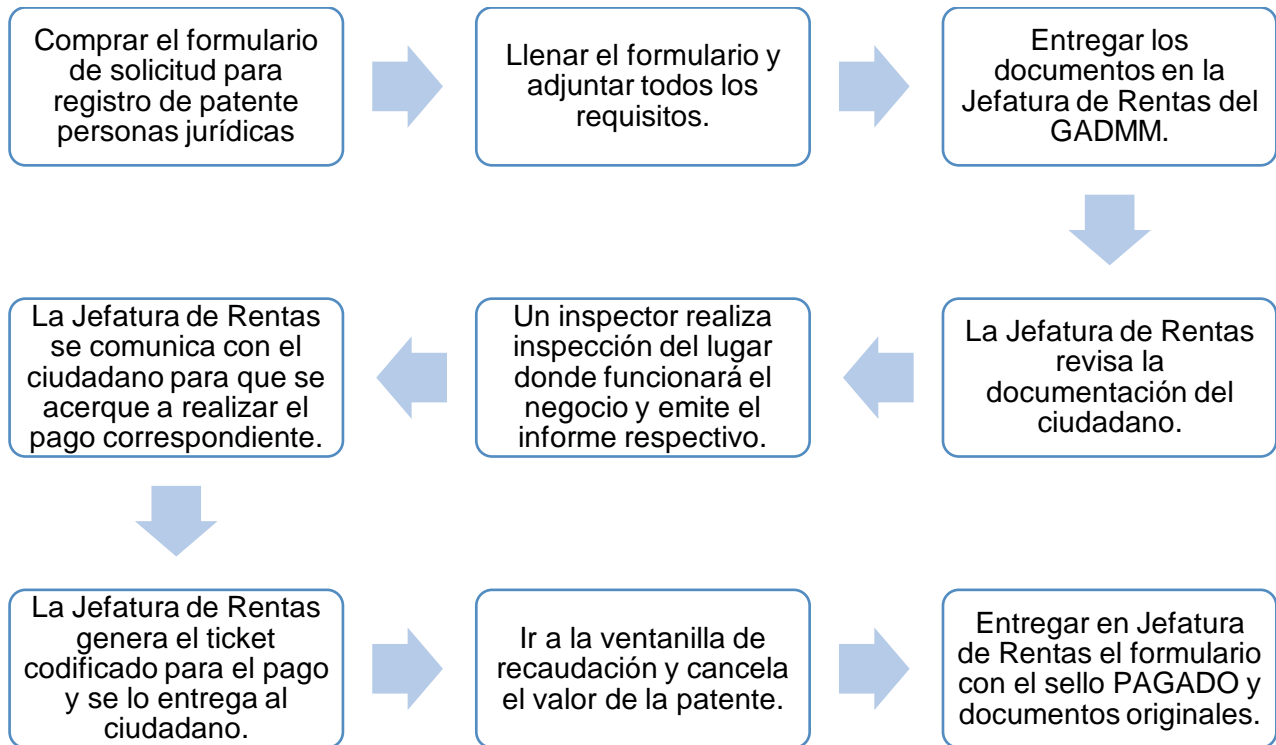 Comprar el formulario
de solicitud para
registro de patente
personas jurídicas
Llenar el formulario y
adjuntar todos los
requisitos.
Entregar los
documentos en la
Jefatura de Rentas del
GADMM.
La Jefatura de Rentas
revisa la
documentación del
ciudadano.
Un inspector realiza
inspección del lugar
donde funcionará el
negocio y emite el
informe respectivo.
La Jefatura de Rentas
se comunica con el
ciudadano para que se
acerque a realizar el
pago correspondiente.
La Jefatura de Rentas
genera el ticket
codificado para el pago
y se lo entrega al
ciudadano.
Ir a la ventanilla de
recaudación y cancela
el valor de la patente.
Entregar en Jefatura
de Rentas el formulario
con el sello PAGADO y
documentos originales.